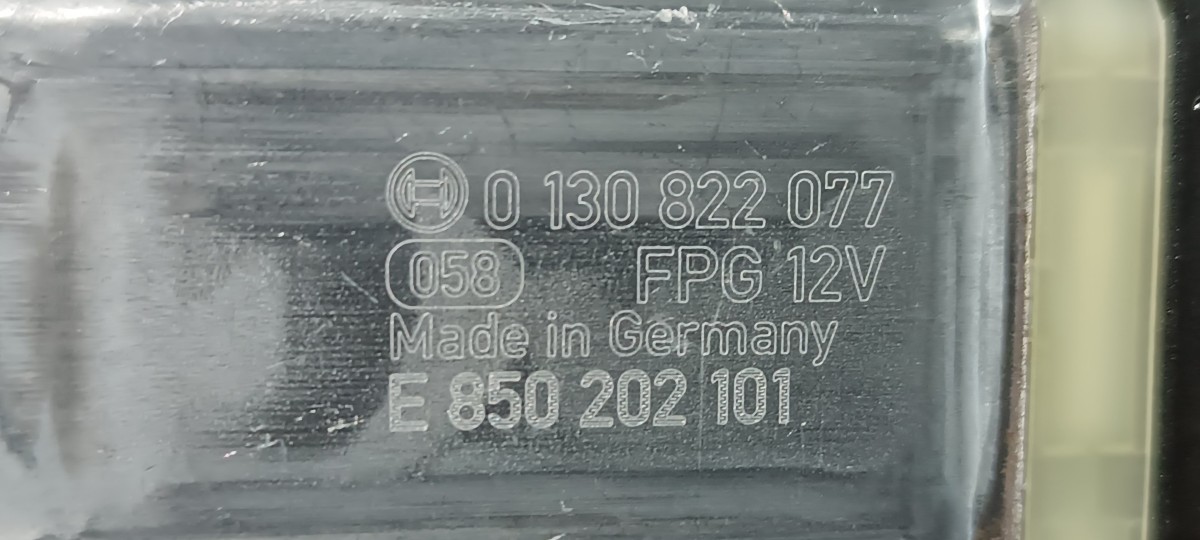 0 130 822 077
058 FPG 12V
Made in Germany
E 850 202 101